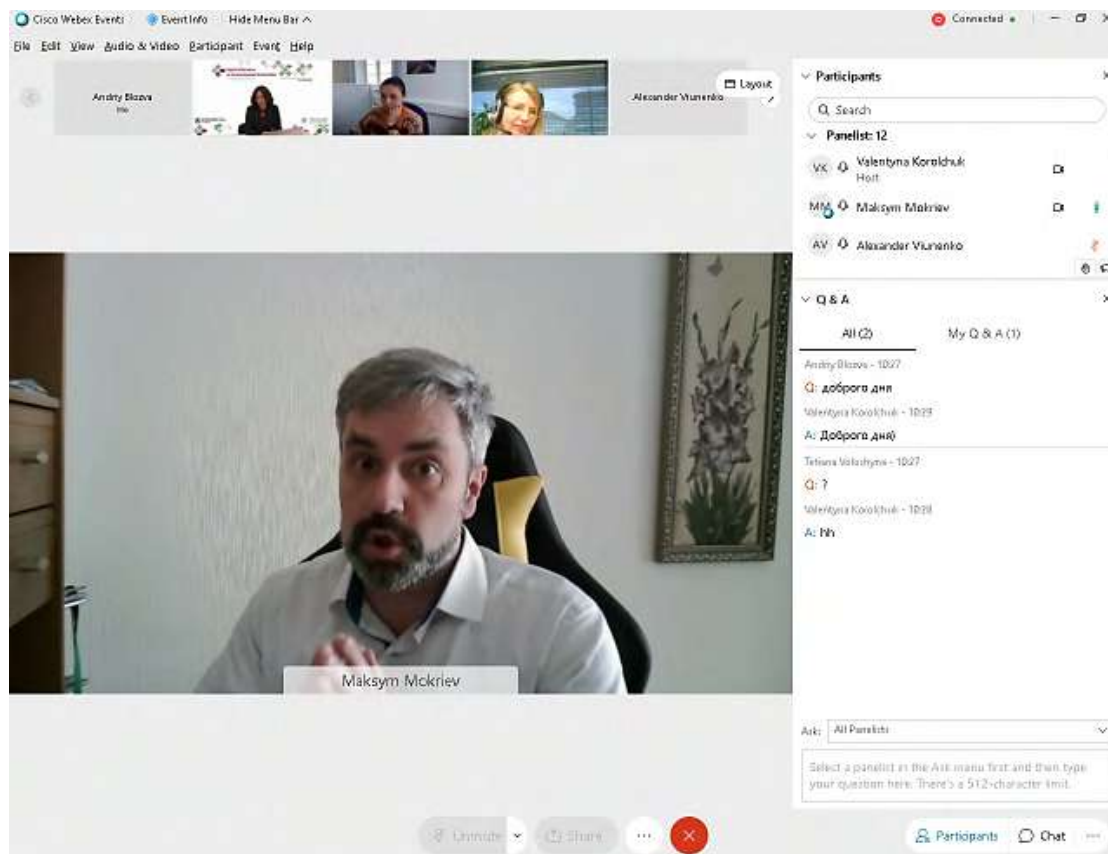 Cisco Webex Events
Event Info
Hide Menu Bar
Connected
File Edit View Audio & Video Participant Event Help
Andriy Blozva
Me
Alexander Viunenko
Layout
Participants
Search
Panelist: 12
VK
Valentyna Korolchuk
Host
MM
Maksym Mokriev
AV
Alexander Viunenko
Q & A
All (2)
My Q & A (1)
Andriy Blozva - 10:27
Q: доброго дня
Valentyna Korolchuk - 10:29
A: Доброго дня)
Tetiana Voloshyna - 10:27
Q: ?
Valentyna Korolchuk - 10:28
A: hh
Maksym Mokriev
Ask:
All Panelists
Select a panelist in the Ask menu first and then type
your question here. There's a 512-character limit.
Unmute
Share
Participants
Chat